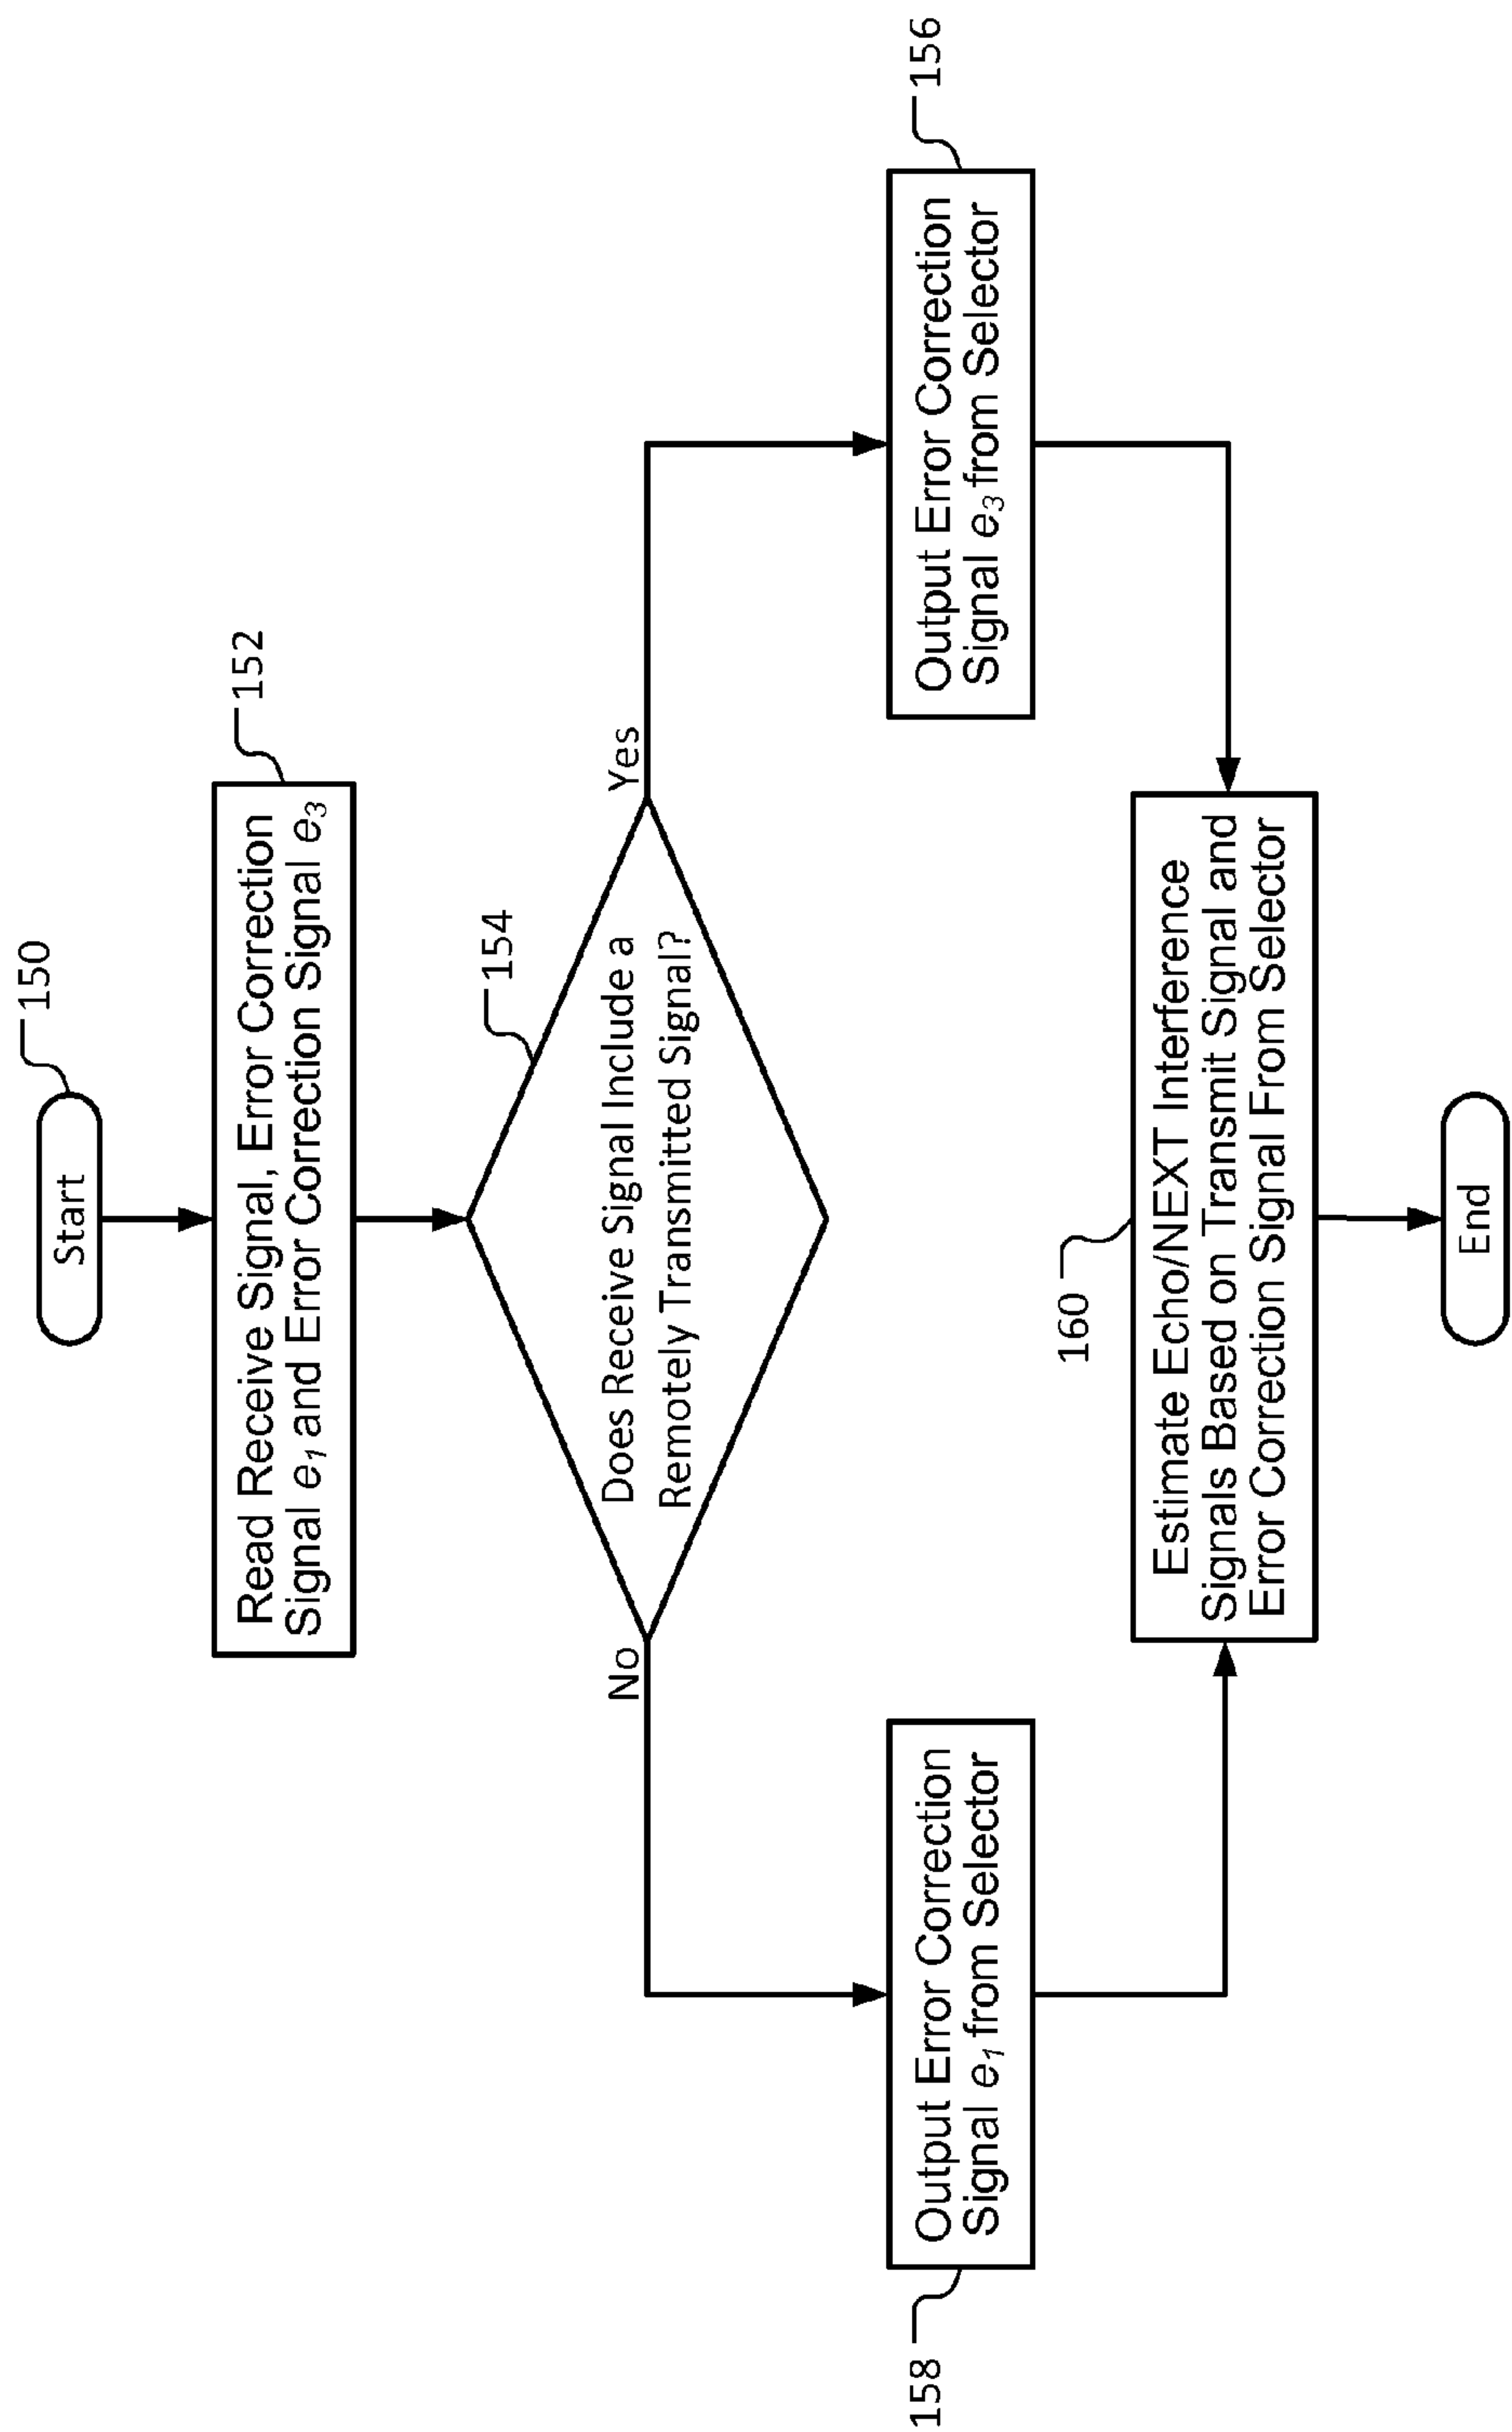 Start
150
Read Receive Signal, Error Correction
Signal e1 and Error Correction Signal e3
152
154
Does Receive Signal Include a
Remotely Transmitted Signal?
No
Yes
Output Error Correction
Signal e1 from Selector
158
Output Error Correction
Signal e3 from Selector
156
160
Estimate Echo/NEXT Interference
Signals Based on Transmit Signal and
Error Correction Signal From Selector
End